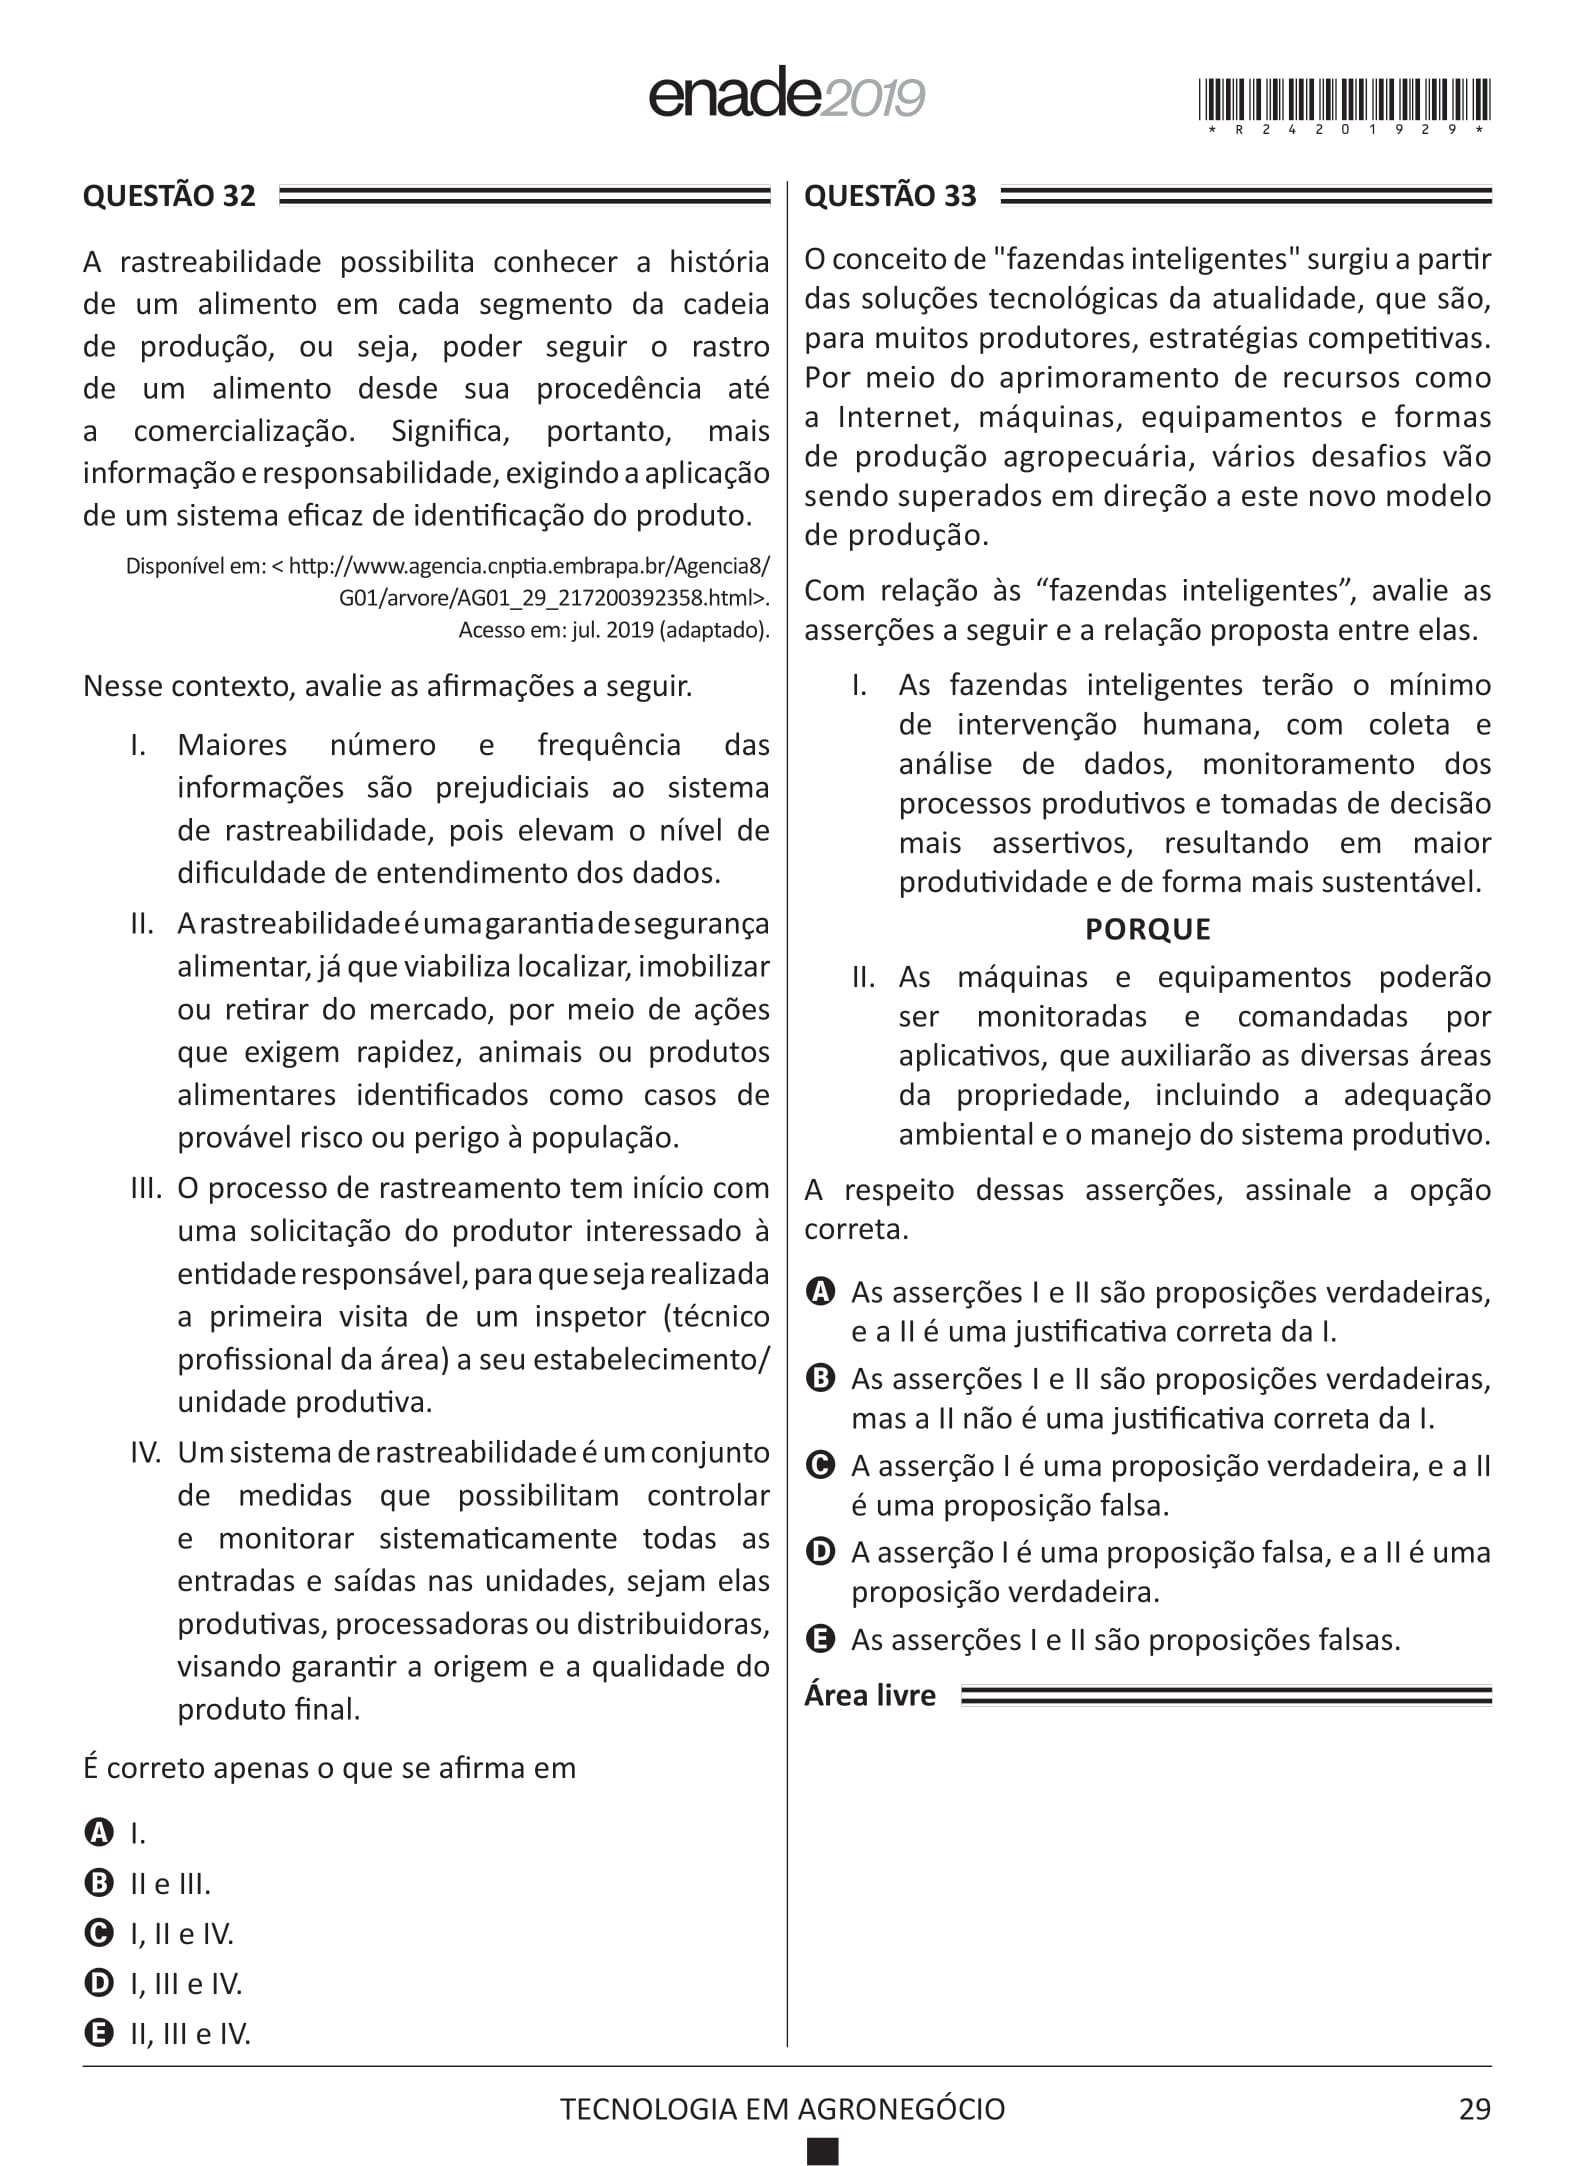 enade2019
*R24201929*
QUESTÃO 32
A rastreabilidade possibilita conhecer a história
de um alimento em cada segmento da cadeia
de produção, ou seja, poder seguir o rastro
de um alimento desde sua procedência até
a comercialização. Significa, portanto, mais
informação e responsabilidade, exigindo a aplicação
de um sistema eficaz de identificação do produto.
Disponível em: < http://www.agencia.cnptia.embrapa.br/Agencia8/
G01/arvore/AG01_29_217200392358.html>.
Acesso em: jul. 2019 (adaptado).
Nesse contexto, avalie as afirmações a seguir.
I. Maiores número e frequência das
informações são prejudiciais ao sistema
de rastreabilidade, pois elevam o nível de
dificuldade de entendimento dos dados.
II. A rastreabilidade é uma garantia de segurança
alimentar, já que viabiliza localizar, imobilizar
ou retirar do mercado, por meio de ações
que exigem rapidez, animais ou produtos
alimentares identificados como casos de
provável risco ou perigo à população.
III. O processo de rastreamento tem início com
uma solicitação do produtor interessado à
entidade responsável, para que seja realizada
a primeira visita de um inspetor (técnico
profissional da área) a seu estabelecimento/
unidade produtiva.
IV. Um sistema de rastreabilidade é um conjunto
de medidas que possibilitam controlar
e monitorar sistematicamente todas as
entradas e saídas nas unidades, sejam elas
produtivas, processadoras ou distribuidoras,
visando garantir a origem e a qualidade do
produto final.
É correto apenas o que se afirma em
A I.
B II e III.
C I, II e IV.
D I, III e IV.
E II, III e IV.
QUESTÃO 33
O conceito de "fazendas inteligentes" surgiu a partir
das soluções tecnológicas da atualidade, que são,
para muitos produtores, estratégias competitivas.
Por meio do aprimoramento de recursos como
a Internet, máquinas, equipamentos e formas
de produção agropecuária, vários desafios vão
sendo superados em direção a este novo modelo
de produção.
Com relação às “fazendas inteligentes”, avalie as
asserções a seguir e a relação proposta entre elas.
I. As fazendas inteligentes terão o mínimo
de intervenção humana, com coleta e
análise de dados, monitoramento dos
processos produtivos e tomadas de decisão
mais assertivos, resultando em maior
produtividade e de forma mais sustentável.
PORQUE
II. As máquinas e equipamentos poderão
ser monitoradas e comandadas por
aplicativos, que auxiliarão as diversas áreas
da propriedade, incluindo a adequação
ambiental e o manejo do sistema produtivo.
A respeito dessas asserções, assinale a opção
correta.
A As asserções I e II são proposições verdadeiras,
e a II é uma justificativa correta da I.
B As asserções I e II são proposições verdadeiras,
mas a II não é uma justificativa correta da I.
C A asserção I é uma proposição verdadeira, e a II
é uma proposição falsa.
D A asserção I é uma proposição falsa, e a II é uma
proposição verdadeira.
E As asserções I e II são proposições falsas.
Área livre
TECNOLOGIA EM AGRONEGÓCIO
29